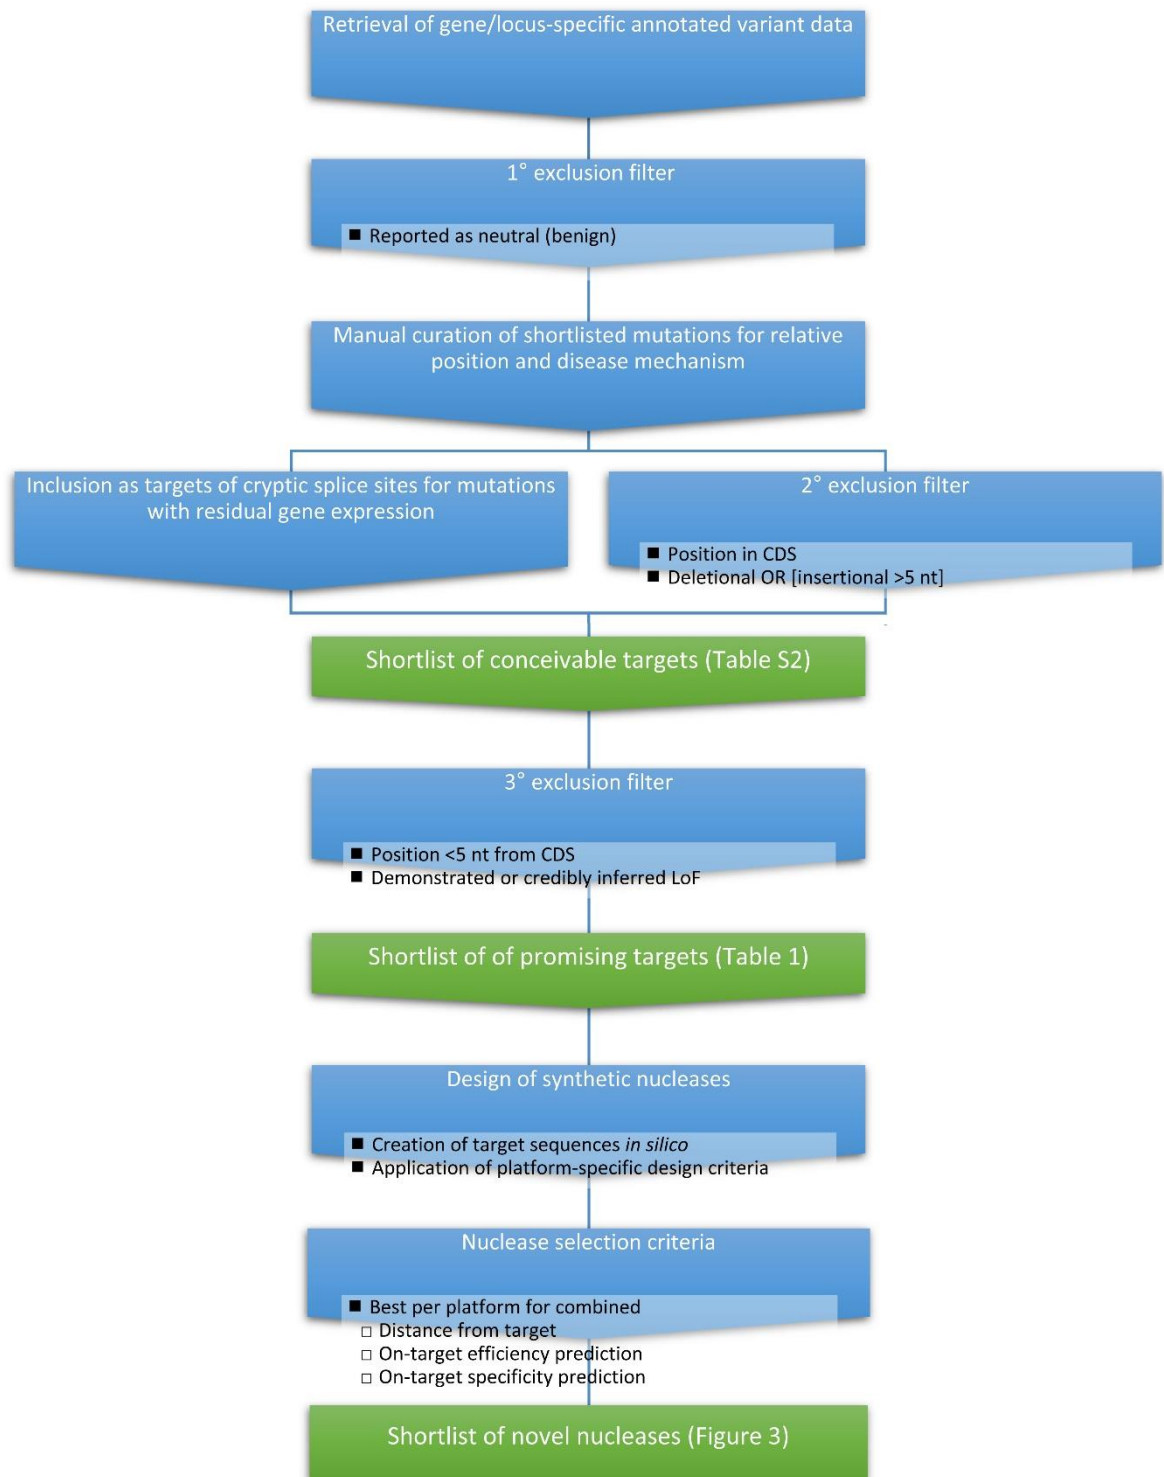 Retrieval of gene/locus-specific annotated variant data
1° exclusion filter
■ Reported as neutral (benign)
Manual curation of shortlisted mutations for relative
position and disease mechanism
Inclusion as targets of cryptic splice sites for mutations
with residual gene expression
2° exclusion filter
■ Position in CDS
■ Deletional OR [insertional >5 nt]
Shortlist of conceivable targets (Table S2)
3° exclusion filter
■ Position <5 nt from CDS
■ Demonstrated or credibly inferred LoF
Shortlist of of promising targets (Table 1)
Design of synthetic nucleases
■ Creation of target sequences in silico
■ Application of platform-specific design criteria
Nuclease selection criteria
■ Best per platform for combined
□ Distance from target
□ On-target efficiency prediction
□ On-target specificity prediction
Shortlist of novel nucleases (Figure 3)